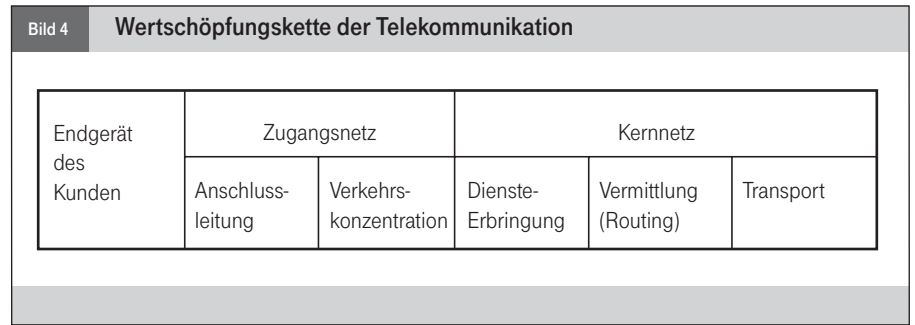 Bild 4 Wertschöpfungskette der Telekommunikation
Endgerät
des
Kunden
Zugangsnetz
Kernnetz
Anschluss-
leitung
Verkehrs-
konzentration
Dienste-
Erbringung
Vermittlung
(Routing)
Transport